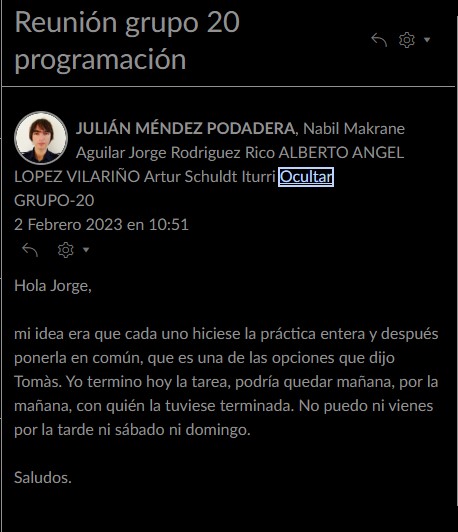 Reunión grupo 20
programación
JULIÁN MÉNDEZ PODADERA, Nabil Makrane
Aguilar Jorge Rodriguez Rico ALBERTO ANGEL
LOPEZ VILARIÑO Artur Schuldt Iturri Ocultar
GRUPO-20
2 Febrero 2023 en 10:51
Hola Jorge,
mi idea era que cada uno hiciese la práctica entera y después
ponerla en común, que es una de las opciones que dijo
Tomàs. Yo termino hoy la tarea, podría quedar mañana, por la
mañana, con quién la tuviese terminada. No puedo ni vienes
por la tarde ni sábado ni domingo.
Saludos.